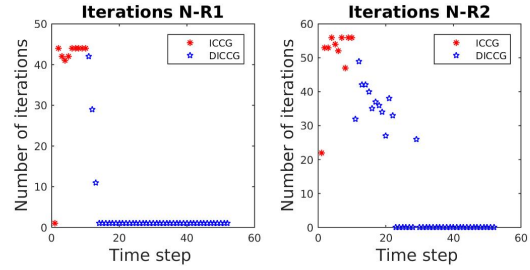 Iterations N-R1
Number of iterations
50
40
30
20
10
0
0 20 40 60
Time step
ICCG
DICCG
Iterations N-R2
Number of iterations
60
50
40
30
20
10
0
0 20 40 60
Time step
ICCG
DICCG